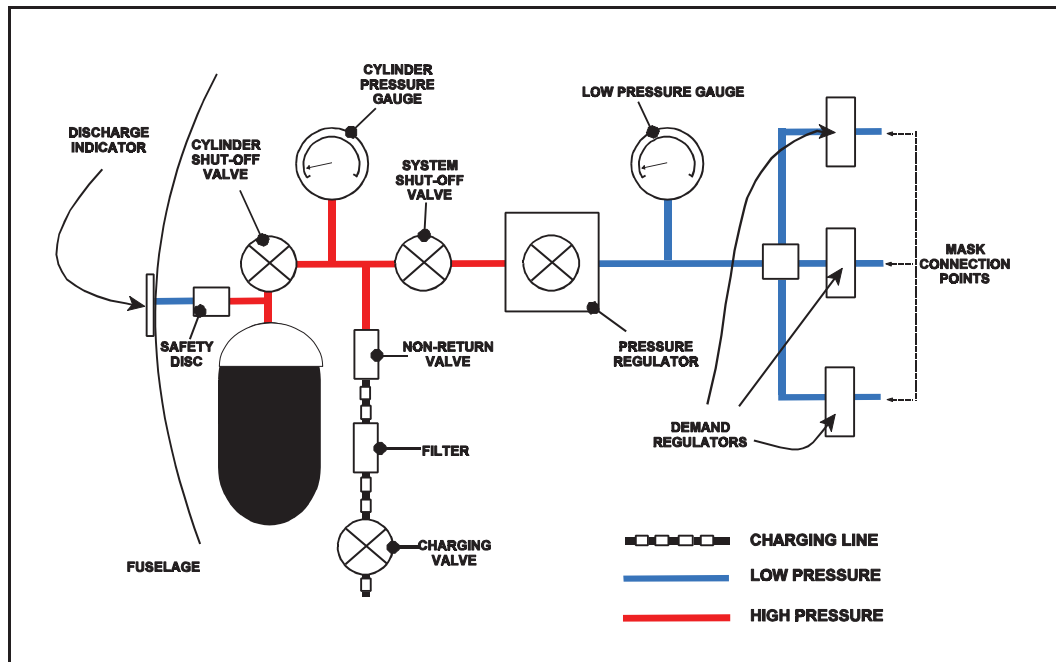 CYLINDER
PRESSURE
GAUGE
LOW PRESSURE GAUGE
DISCHARGE
INDICATOR
CYLINDER
SHUT-OFF
VALVE
SYSTEM
SHUT-OFF
VALVE
MASK
CONNECTION
POINTS
SAFETY
DISC
NON-RETURN
VALVE
PRESSURE
REGULATOR
DEMAND
REGULATORS
FILTER
CHARGING
VALVE
FUSELAGE
CHARGING LINE
LOW PRESSURE
HIGH PRESSURE